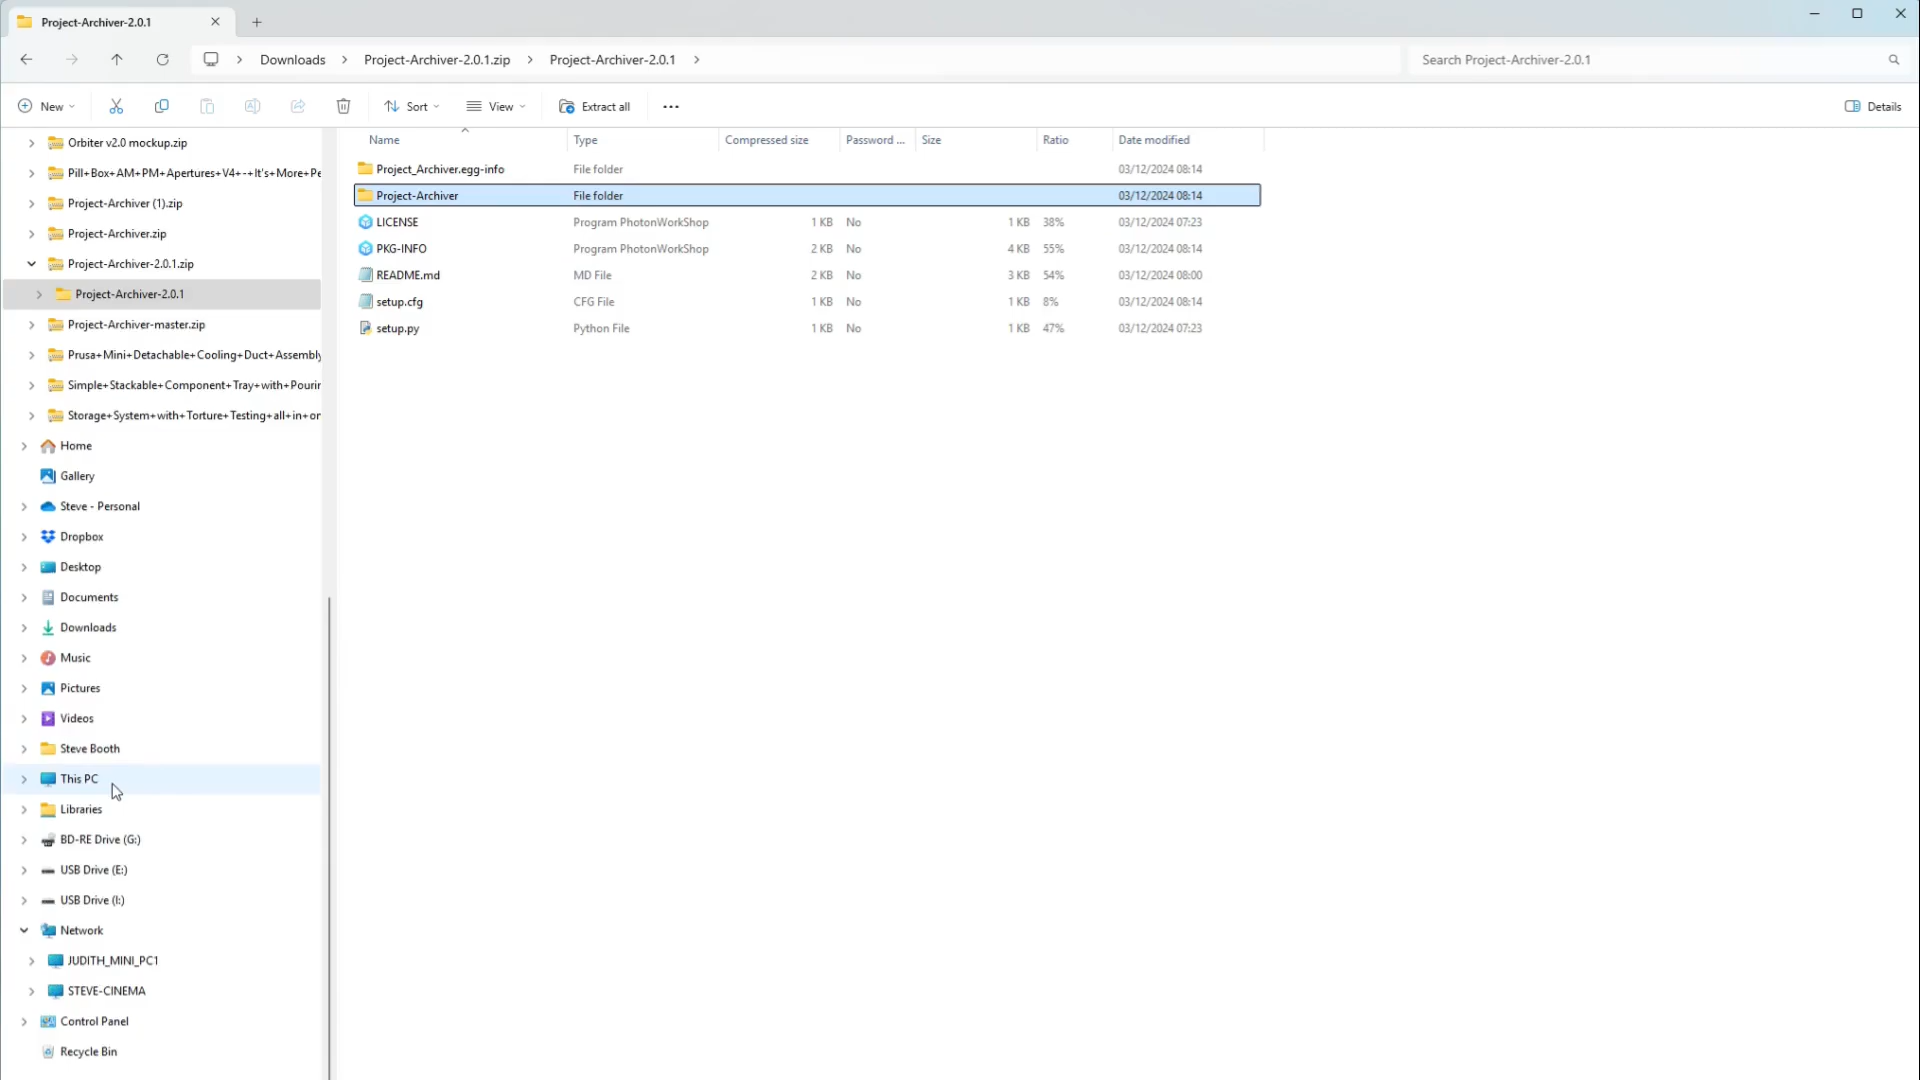 Project-Archiver-2.0.1
Downloads
Project-Archiver-2.0.1.zip
Project-Archiver-2.0.1
Search Project-Archiver-2.0.1
New
Sort
View
Extract all
Details
Orbiter v2.0 mockup.zip
Pill+Box+AM+PM+Apertures+V4+-+It's+More+Pe
Project-Archiver (1).zip
Project-Archiver.zip
Project-Archiver-2.0.1.zip
Project-Archiver-2.0.1
Project-Archiver-master.zip
Prusa+Mini+Detachable+Cooling+Duct+Assembly
Simple+Stackable+Component+Tray+with+Pourin
Storage+System+with+Torture+Testing+all+in+on
Home
Gallery
Steve - Personal
Dropbox
Desktop
Documents
Downloads
Music
Pictures
Videos
Steve Booth
This PC
Libraries
BD-RE Drive (G:)
USB Drive (E:)
USB Drive (I:)
Network
JUDITH_MINI_PC1
STEVE-CINEMA
Control Panel
Recycle Bin
Name Type Compressed size Password ... Size Ratio Date modified
Project_Archiver.egg-info File folder 03/12/2024 08:14
Project-Archiver File folder 03/12/2024 08:14
LICENSE Program PhotonWorkShop 1 KB No 1 KB 38% 03/12/2024 07:23
PKG-INFO Program PhotonWorkShop 2 KB No 4 KB 55% 03/12/2024 08:14
README.md MD File 2 KB No 3 KB 54% 03/12/2024 08:00
setup.cfg CFG File 1 KB No 1 KB 8% 03/12/2024 08:14
setup.py Python File 1 KB No 1 KB 47% 03/12/2024 07:23